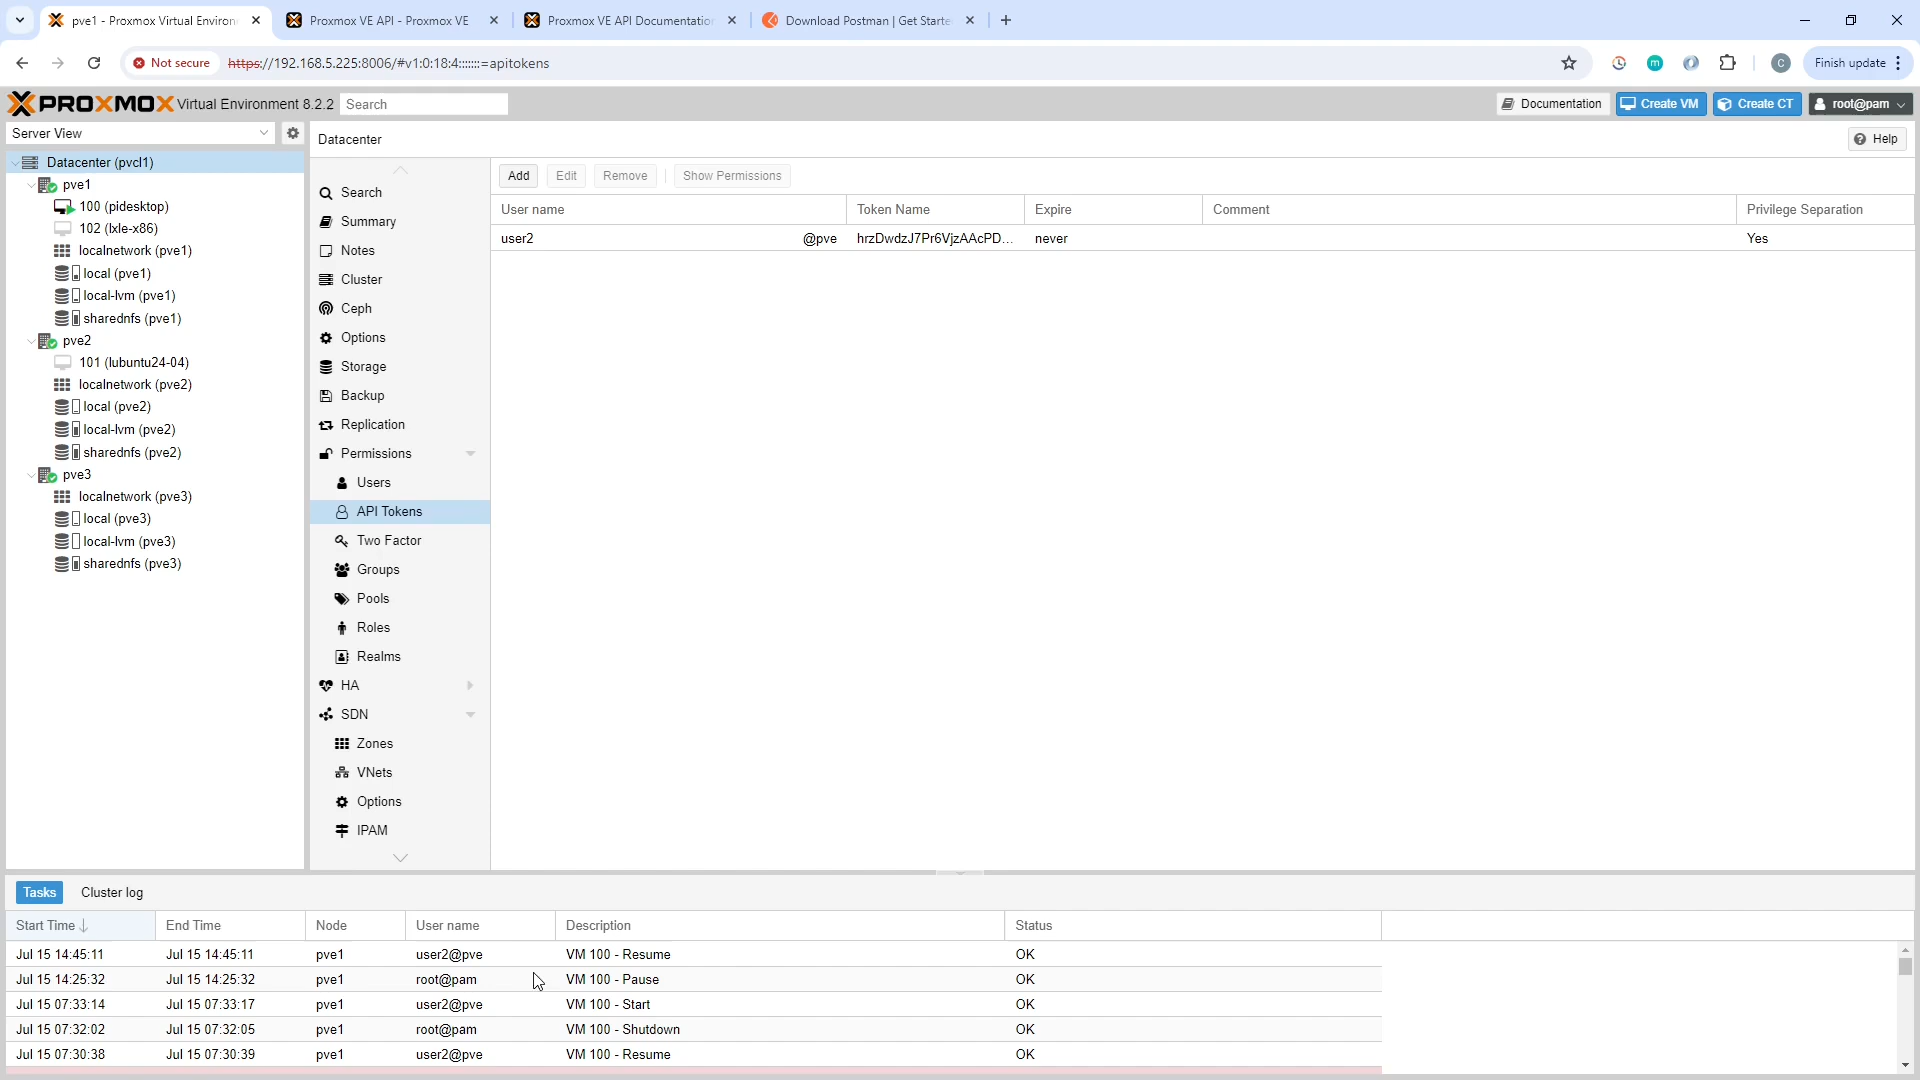 pve1 - Proxmox Virtual Environ
Proxmox VE API - Proxmox VE
Proxmox VE API Documentatio
Download Postman | Get Starte
Not secure
https://192.168.5.225:8006/#v1:0:18:4:::::::=apitokens
C
Finish update
PROXMOX Virtual Environment 8.2.2
Search
Documentation
Create VM
Create CT
root@pam
Server View
Datacenter
Help
Datacenter (pvcl1)
pve1
100 (pidesktop)
102 (lxle-x86)
localnetwork (pve1)
local (pve1)
local-lvm (pve1)
sharednfs (pve1)
pve2
101 (lubuntu24-04)
localnetwork (pve2)
local (pve2)
local-lvm (pve2)
sharednfs (pve2)
pve3
localnetwork (pve3)
local (pve3)
local-lvm (pve3)
sharednfs (pve3)
Search
Summary
Notes
Cluster
Ceph
Options
Storage
Backup
Replication
Permissions
Users
API Tokens
Two Factor
Groups
Pools
Roles
Realms
HA
SDN
Zones
VNets
Options
IPAM
Add Edit Remove Show Permissions
User name Token Name Expire Comment Privilege Separation
user2 @pve hrzDwdzJ7Pr6VjzAAcPD... never Yes
Tasks Cluster log
Start Time End Time Node User name Description Status
Jul 15 14:45:11 Jul 15 14:45:11 pve1 user2@pve VM 100 - Resume OK
Jul 15 14:25:32 Jul 15 14:25:32 pve1 root@pam VM 100 - Pause OK
Jul 15 07:33:14 Jul 15 07:33:17 pve1 user2@pve VM 100 - Start OK
Jul 15 07:32:02 Jul 15 07:32:05 pve1 root@pam VM 100 - Shutdown OK
Jul 15 07:30:38 Jul 15 07:30:39 pve1 user2@pve VM 100 - Resume OK